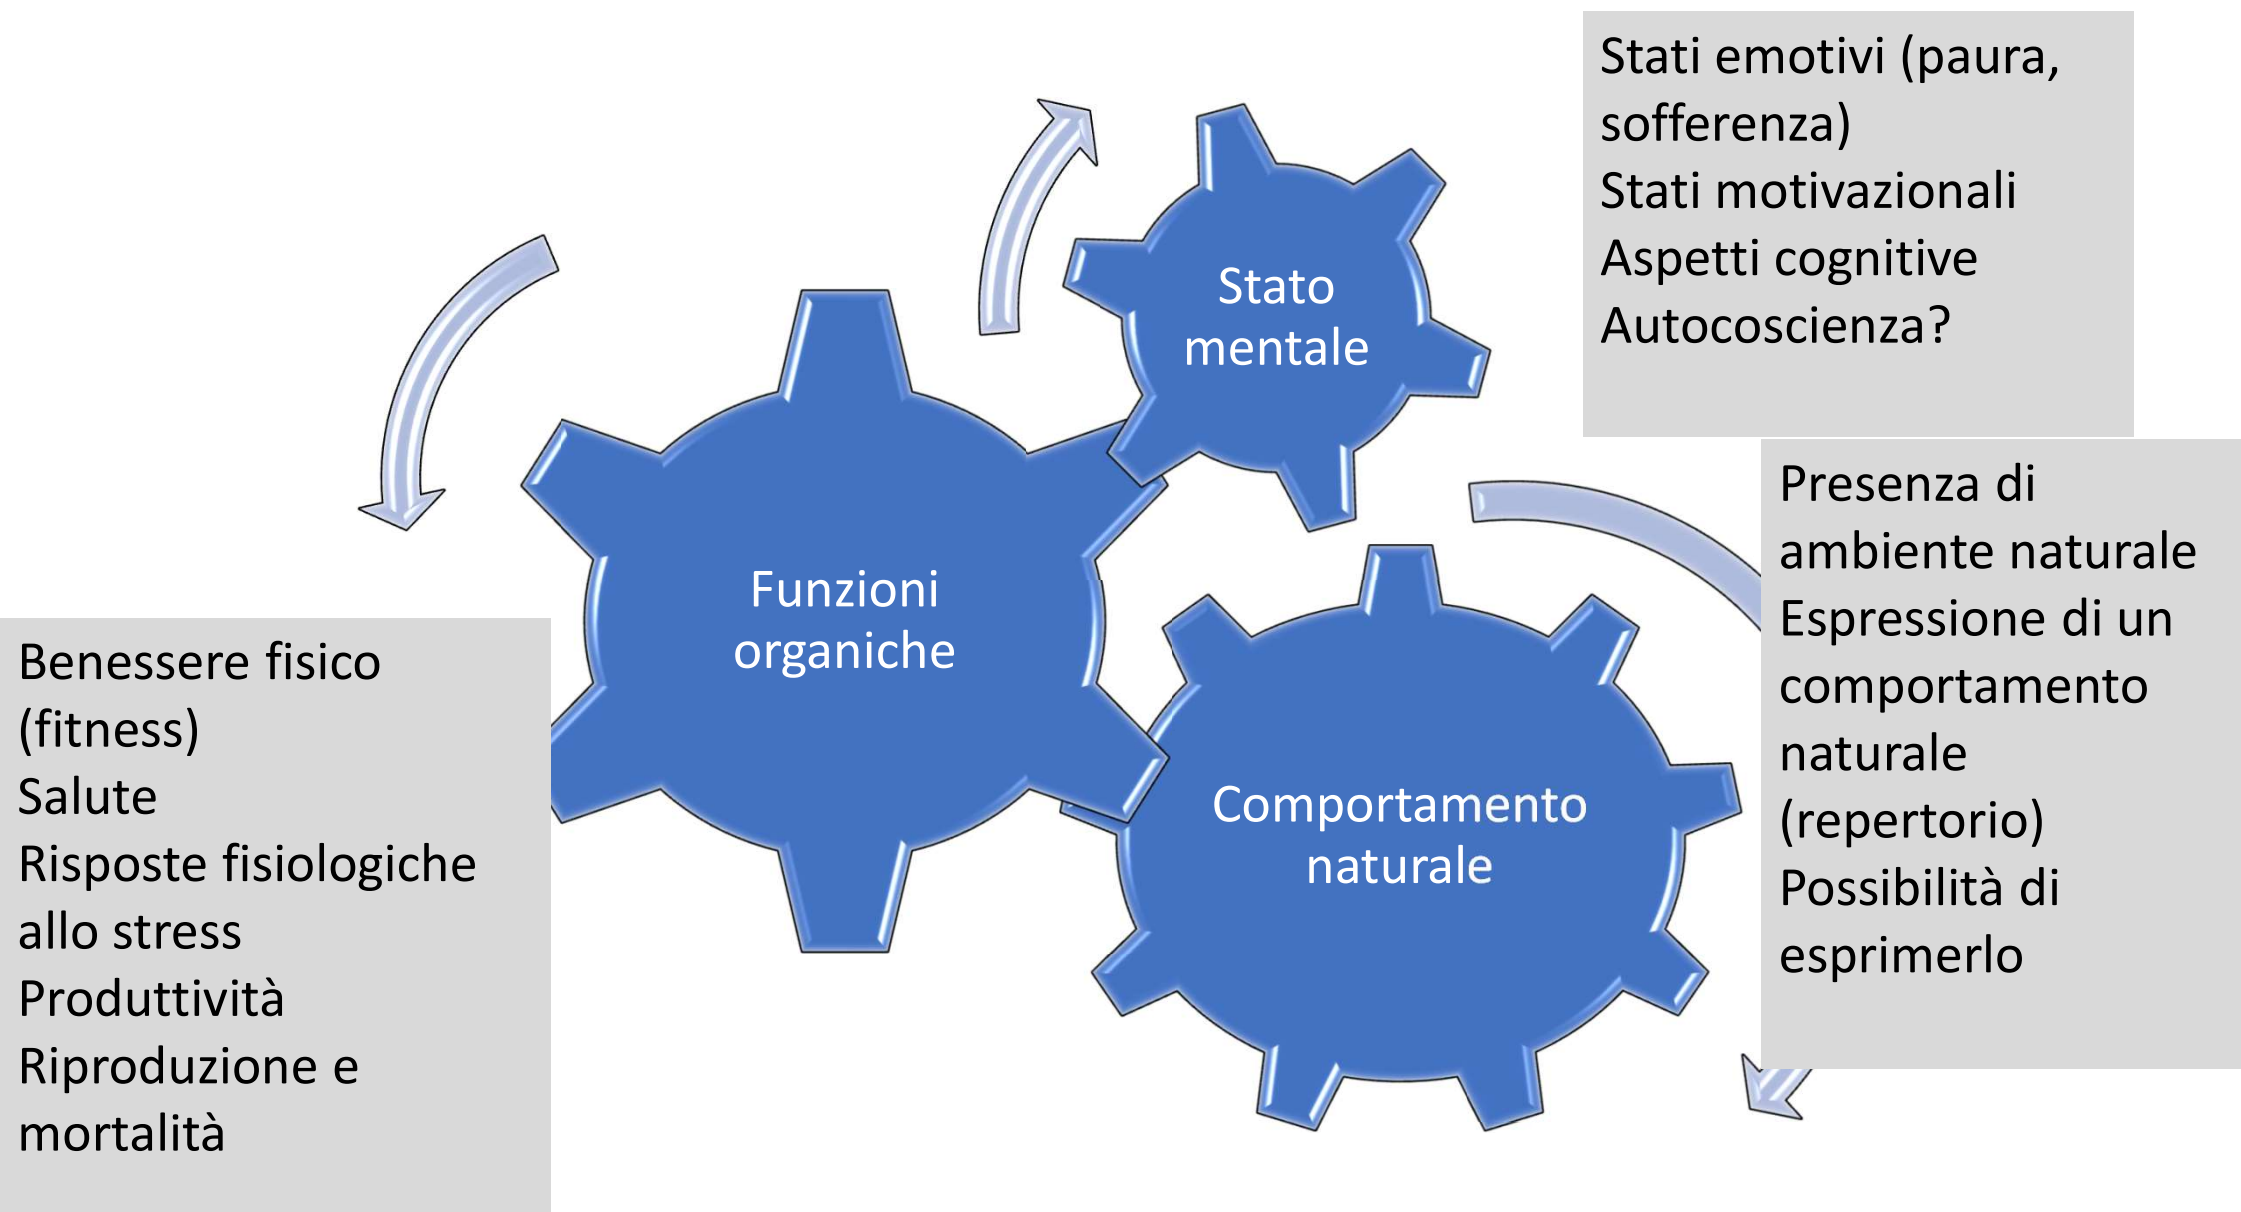 Stati emotivi (paura,
sofferenza)
Stati motivazionali
Aspetti cognitive
Autocoscienza?
Stato
mentale
Presenza di
ambiente naturale
Espressione di un
comportamento
naturale
(repertorio)
Possibilità di
esprimerlo
Funzioni
organiche
Benessere fisico
(fitness)
Salute
Risposte fisiologiche
allo stress
Produttività
Riproduzione e
mortalità
Comportamento
naturale